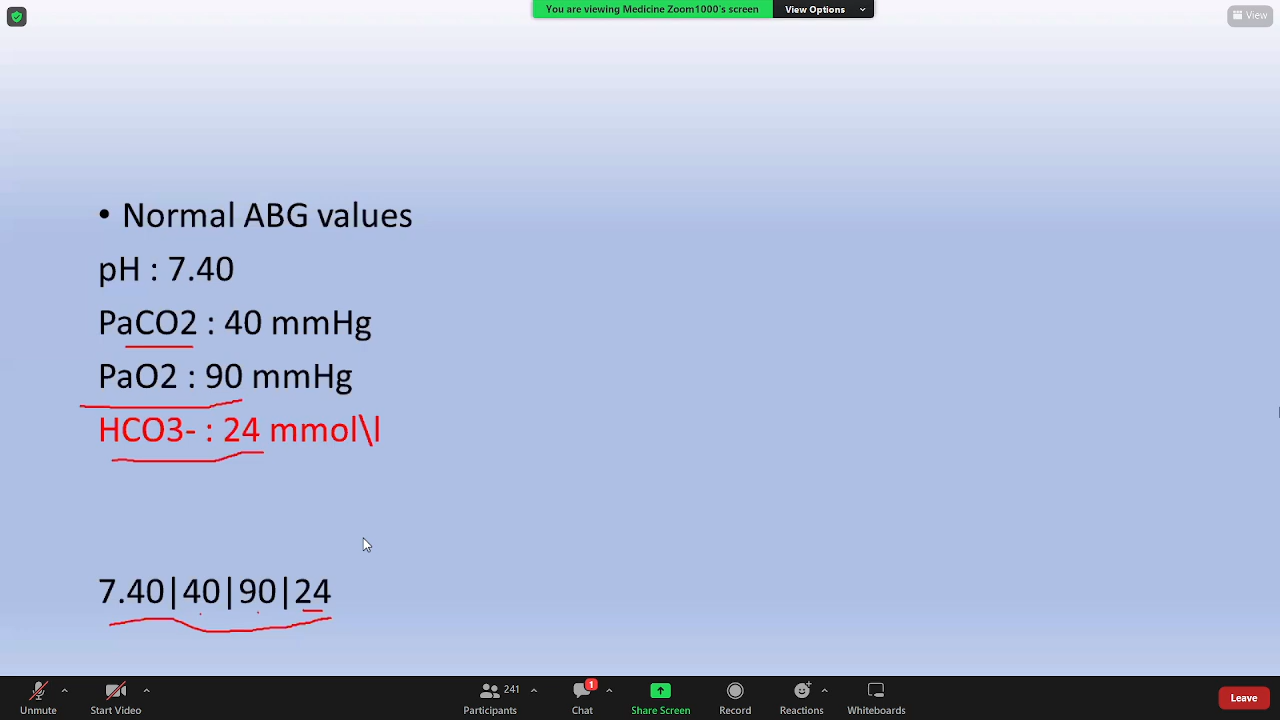 You are viewing Medicine Zoom1000's screen
View Options
View
• Normal ABG values
pH : 7.40
PaCO2 : 40 mmHg
PaO2 : 90 mmHg
HCO3- : 24 mmol\l
7.40|40|90|24
Unmute
Start Video
241
Participants
1
Chat
Share Screen
Record
Reactions
Whiteboards
Leave